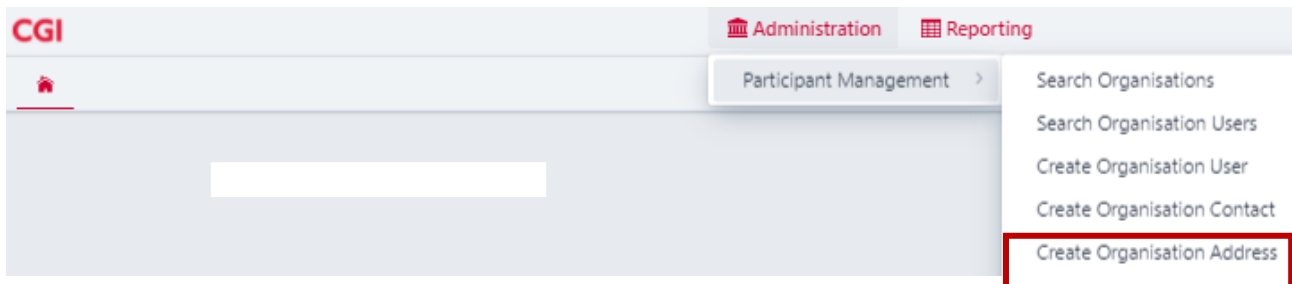 CGI Administration Reporting
Participant Management > Search Organisations
Search Organisation Users
Create Organisation User
Create Organisation Contact
Create Organisation Address